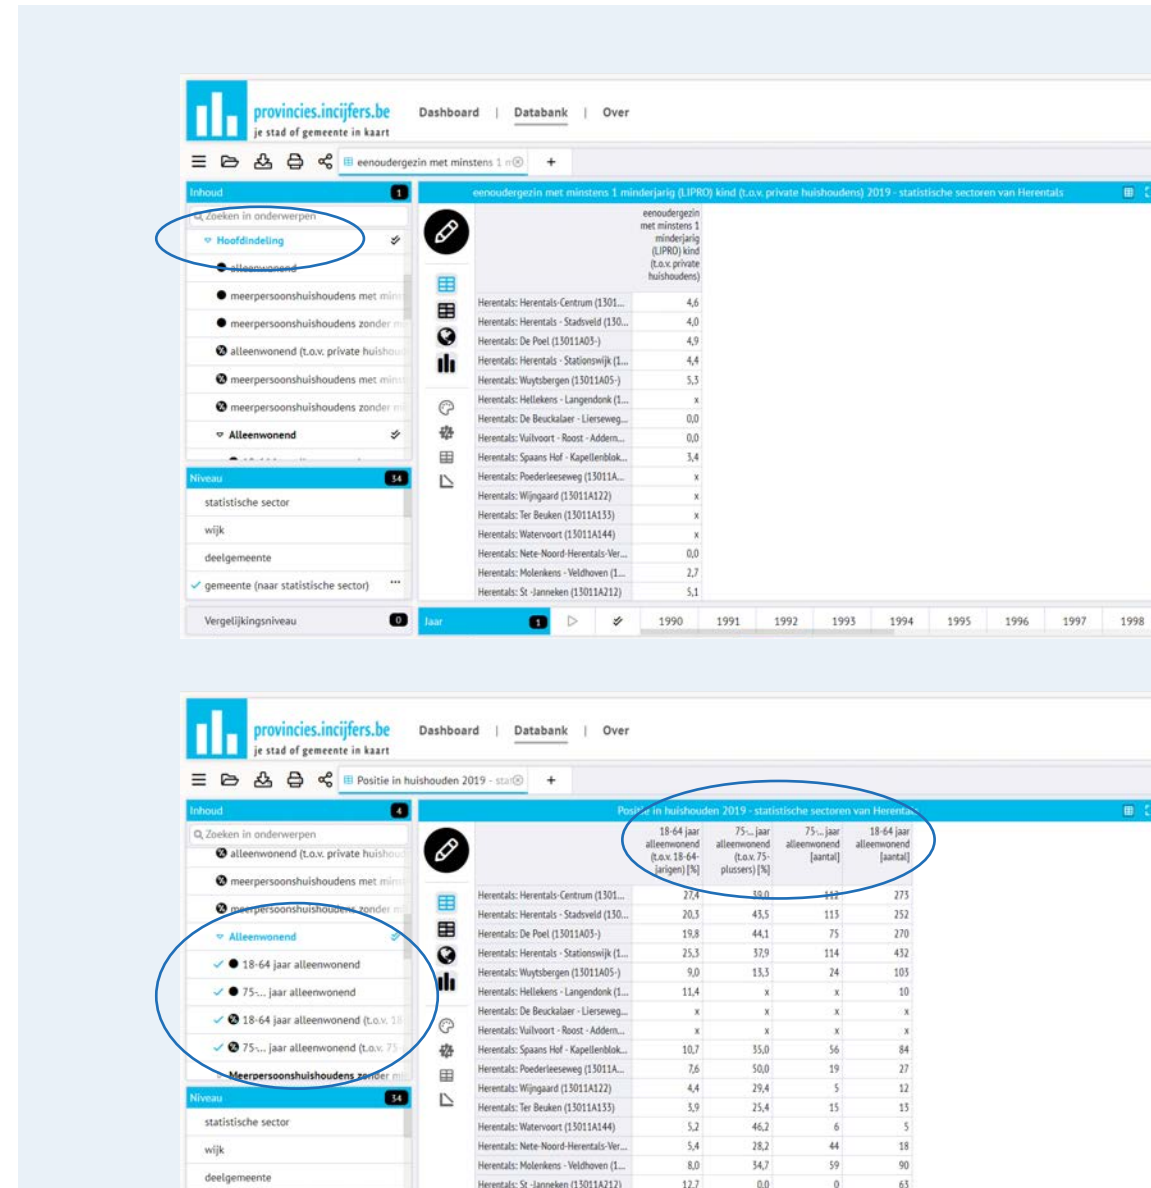 provincies.incijfers.be
je stad of gemeente in kaart
Dashboard | Databank | Over
eenoudergezin met minstens 1 m
+
Inhoud 1
Zoeken in onderwerpen
Hoofdindeling
alleenwonend
meerpersoonshuishoudens met mins
meerpersoonshuishoudens zonder m
alleenwonend (t.o.v. private huishoud
meerpersoonshuishoudens met mins
meerpersoonshuishoudens zonder m
Alleenwonend
Niveau 34
statistische sector
wijk
deelgemeente
gemeente (naar statistische sector) ...
Vergelijkingsniveau 0
eenoudergezin met minstens 1 minderjarig (LIPRO) kind (t.o.v. private huishoudens) 2019 - statistische sectoren van Herentals
eenoudergezin
met minstens 1
minderjarig
(LIPRO) kind
(t.o.v. private
huishoudens)
Herentals: Herentals-Centrum (1301... 4,6
Herentals: Herentals - Stadsveld (130... 4,0
Herentals: De Poel (13011A03-) 4,9
Herentals: Herentals - Stationswijk (1... 4,4
Herentals: Wuytsbergen (13011A05-) 5,3
Herentals: Hellekens - Langendonk (1... x
Herentals: De Beuckalaer - Lierseweg... 0,0
Herentals: Vuilvoort - Roost - Addern... 0,0
Herentals: Spaans Hof - Kapellenblok... 3,4
Herentals: Poederleeseweg (13011A... x
Herentals: Wijngaard (13011A122) x
Herentals: Ter Beuken (13011A133) x
Herentals: Watervoort (13011A144) x
Herentals: Nete-Noord-Herentals-Ver... 0,0
Herentals: Molenkens - Veldhoven (1... 2,7
Herentals: St -Janneken (13011A212) 5,1
Jaar 1 1990 1991 1992 1993 1994 1995 1996 1997 1998
provincies.incijfers.be
je stad of gemeente in kaart
Dashboard | Databank | Over
Positie in huishouden 2019 - stat
+
Inhoud 4
Zoeken in onderwerpen
alleenwonend (t.o.v. private huishoud
meerpersoonshuishoudens met mins
meerpersoonshuishoudens zonder m
Alleenwonend
18-64 jaar alleenwonend
75-... jaar alleenwonend
18-64 jaar alleenwonend (t.o.v. 18
75-... jaar alleenwonend (t.o.v. 75
Meerpersoonshuishoudens zonder mi
Niveau 34
statistische sector
wijk
deelgemeente
Positie in huishouden 2019 - statistische sectoren van Herentals
18-64 jaar 75-... jaar 75-... jaar 18-64 jaar
alleenwonend alleenwonend alleenwonend alleenwonend
(t.o.v. 18-64- (t.o.v. 75- [aantal] [aantal]
jarigen) [%] plussers) [%]
Herentals: Herentals-Centrum (1301... 27,4 39,0 112 273
Herentals: Herentals - Stadsveld (130... 20,3 43,5 113 252
Herentals: De Poel (13011A03-) 19,8 44,1 75 270
Herentals: Herentals - Stationswijk (1... 25,3 37,9 114 432
Herentals: Wuytsbergen (13011A05-) 9,0 13,3 24 103
Herentals: Hellekens - Langendonk (1... 11,4 x x 10
Herentals: De Beuckalaer - Lierseweg... x x x x
Herentals: Vuilvoort - Roost - Addern... x x x x
Herentals: Spaans Hof - Kapellenblok... 10,7 35,0 56 84
Herentals: Poederleeseweg (13011A... 7,6 50,0 19 27
Herentals: Wijngaard (13011A122) 4,4 29,4 5 12
Herentals: Ter Beuken (13011A133) 3,9 25,4 15 13
Herentals: Watervoort (13011A144) 5,2 46,2 6 5
Herentals: Nete-Noord-Herentals-Ver... 5,4 28,2 44 18
Herentals: Molenkens - Veldhoven (1... 8,0 34,7 59 90
Herentals: St -Janneken (13011A212) 12,7 0,0 0 63